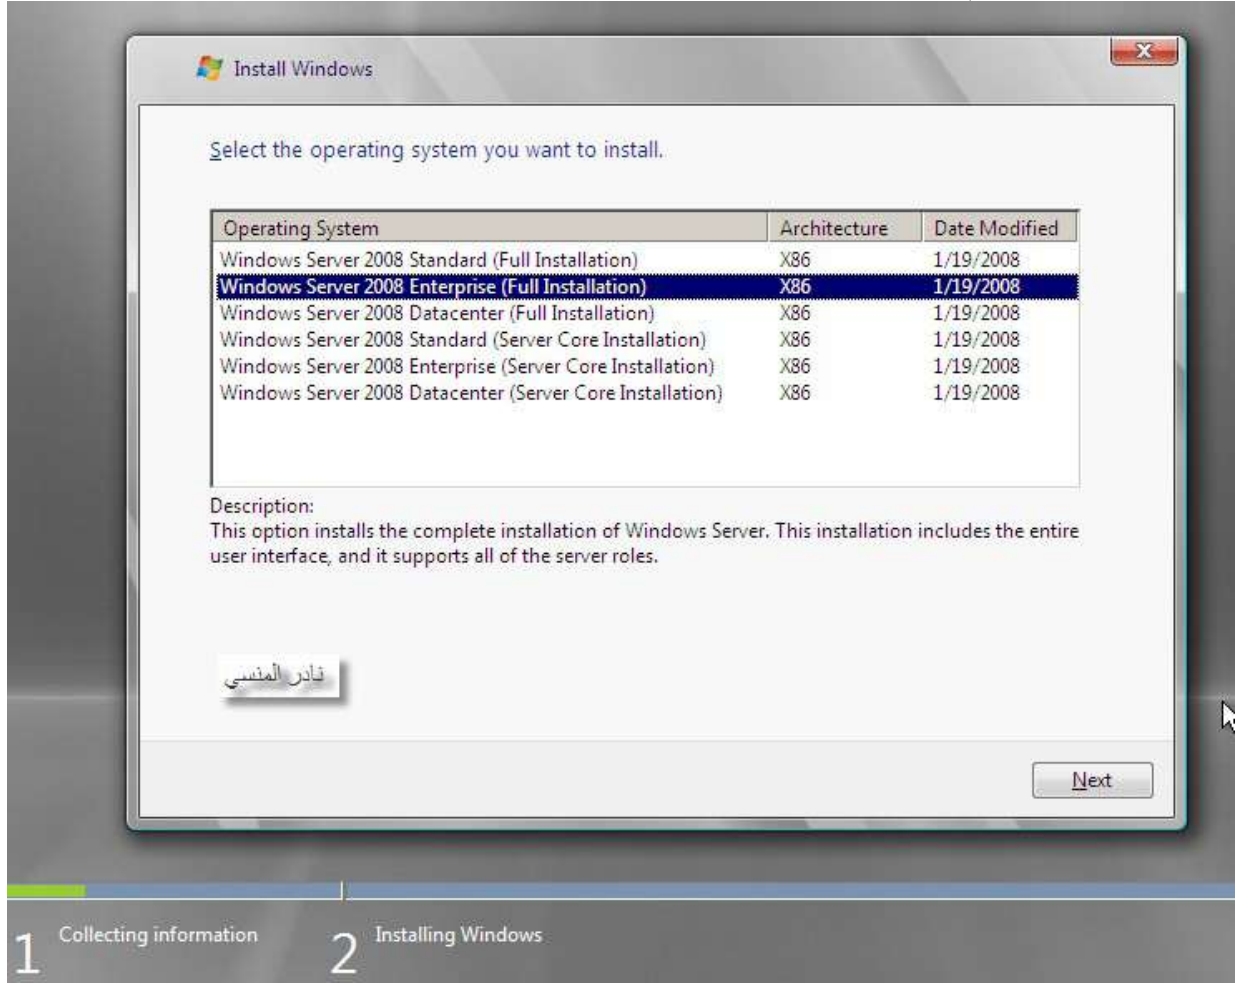 Install Windows
Select the operating system you want to install.
Operating System Architecture Date Modified
Windows Server 2008 Standard (Full Installation) X86 1/19/2008
Windows Server 2008 Enterprise (Full Installation) X86 1/19/2008
Windows Server 2008 Datacenter (Full Installation) X86 1/19/2008
Windows Server 2008 Standard (Server Core Installation) X86 1/19/2008
Windows Server 2008 Enterprise (Server Core Installation) X86 1/19/2008
Windows Server 2008 Datacenter (Server Core Installation) X86 1/19/2008
Description:
This option installs the complete installation of Windows Server. This installation includes the entire
user interface, and it supports all of the server roles.
نادر المنسي
Next
1 Collecting information 2 Installing Windows